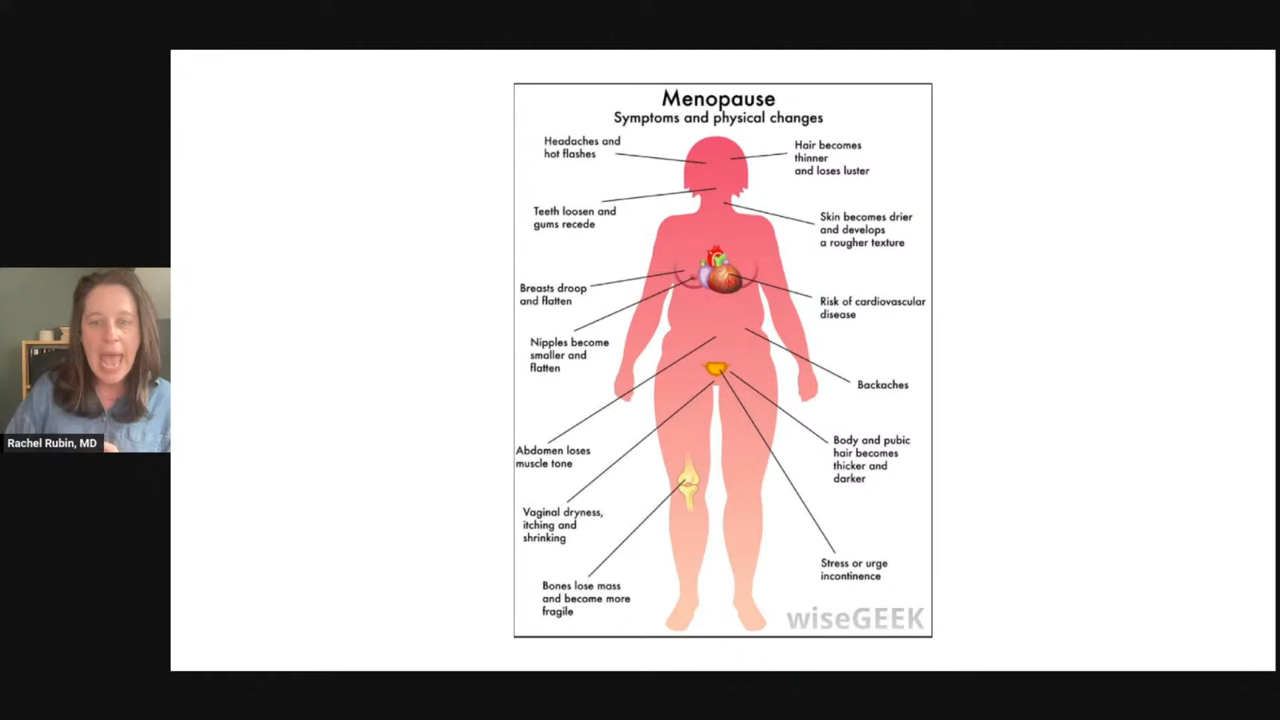 Menopause
Symptoms and physical changes
Headaches and
hot flashes
Hair becomes
thinner
and loses luster
Teeth loosen and
gums recede
Skin becomes drier
and develops
a rougher texture
Breasts droop
and flatten
Risk of cardiovascular
disease
Nipples become
smaller and
flatten
Backaches
Abdomen loses
muscle tone
Body and pubic
hair becomes
thicker and
darker
Vaginal dryness,
itching and
shrinking
Stress or urge
incontinence
Bones lose mass
and become more
fragile
wiseGEEK
Rachel Rubin, MD